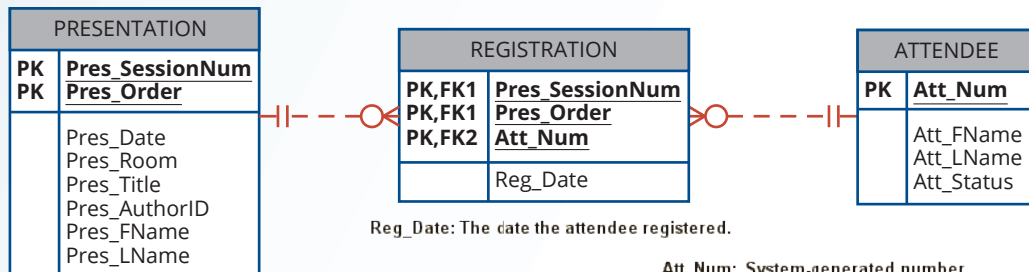 PRESENTATION
PK Pres_SessionNum
PK Pres_Order
Pres_Date
Pres_Room
Pres_Title
Pres_AuthorID
Pres_FName
Pres_LName
REGISTRATION
PK,FK1 Pres_SessionNum
PK,FK1 Pres_Order
PK,FK2 Att_Num
Reg_Date
Reg_Date: The date the attendee registered.
ATTENDEE
PK Att_Num
Att_FName
Att_LName
Att_Status
Att_Num: System-generated number